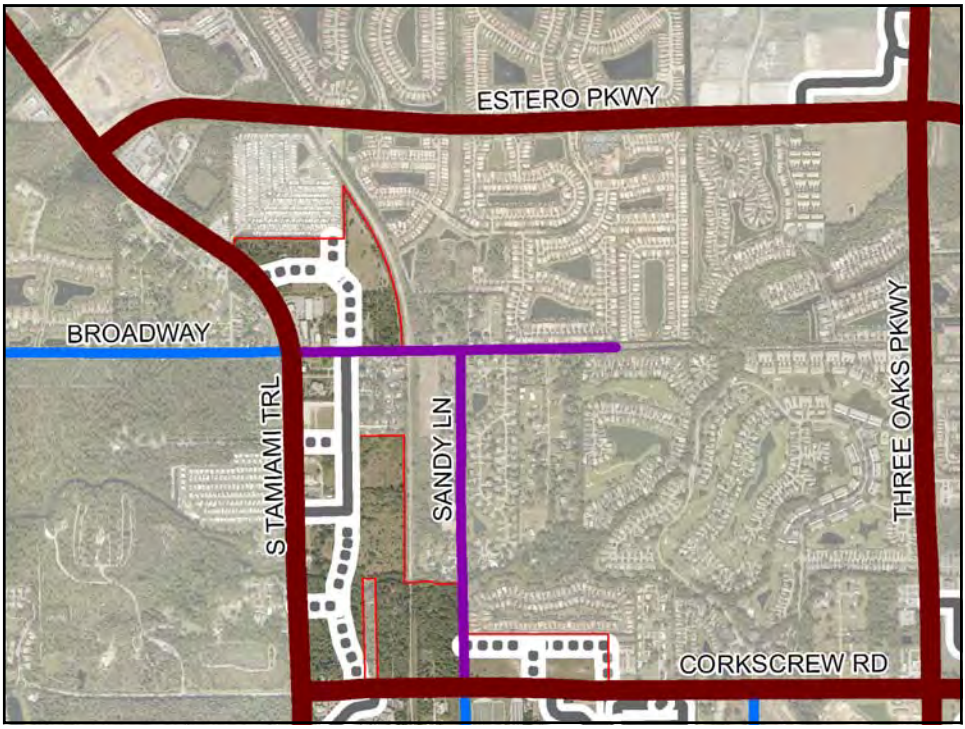 ESTERO PKWY
BROADWAY
S TAMIAMI TRL
SANDY LN
THREE OAKS PKWY
CORKSCREW RD